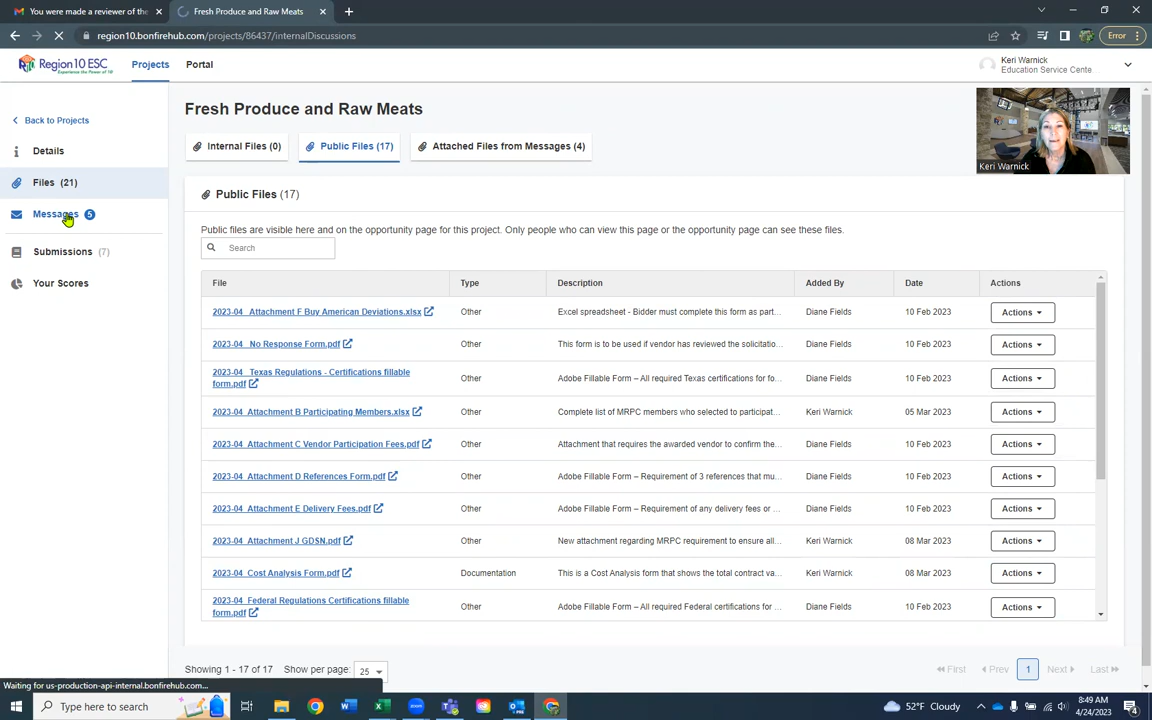 You were made a reviewer of the
Fresh Produce and Raw Meats
region10.bonfirehub.com/projects/86437/internalDiscussions
Error
Region10 ESC
Experience the Power of 10
Projects
Portal
Keri Warnick
Education Service Cente...
Back to Projects
Details
Files (21)
Messages 5
Submissions (7)
Your Scores
Fresh Produce and Raw Meats
Internal Files (0)
Public Files (17)
Attached Files from Messages (4)
Keri Warnick
Public Files (17)
Public files are visible here and on the opportunity page for this project. Only people who can view this page or the opportunity page can see these files.
Search
File Type Description Added By Date Actions
2023-04_ Attachment F Buy American Deviations.xlsx Other Excel spreadsheet - Bidder must complete this form as part... Diane Fields 10 Feb 2023 Actions
2023-04_ No Response Form.pdf Other This form is to be used if vendor has reviewed the solicitatio... Diane Fields 10 Feb 2023 Actions
2023-04_ Texas Regulations - Certifications fillable
form.pdf Other Adobe Fillable Form – All required Texas certifications for fo... Diane Fields 10 Feb 2023 Actions
2023-04_Attachment B Participating Members.xlsx Other Complete list of MRPC members who selected to participat... Keri Warnick 05 Mar 2023 Actions
2023-04_Attachment C Vendor Participation Fees.pdf Other Attachment that requires the awarded vendor to confirm the... Diane Fields 10 Feb 2023 Actions
2023-04_Attachment D References Form.pdf Other Adobe Fillable Form – Requirement of 3 references that mu... Diane Fields 10 Feb 2023 Actions
2023-04_Attachment E Delivery Fees.pdf Other Adobe Fillable Form – Requirement of any delivery fees or ... Diane Fields 10 Feb 2023 Actions
2023-04_Attachment J GDSN.pdf Other New attachment regarding MRPC requirement to ensure all... Keri Warnick 08 Mar 2023 Actions
2023-04_Cost Analysis Form.pdf Documentation This is a Cost Analysis form that shows the total contract va... Keri Warnick 08 Mar 2023 Actions
2023-04_Federal Regulations Certifications fillable
form.pdf Other Adobe Fillable Form – All required Federal certifications for ... Diane Fields 10 Feb 2023 Actions
Showing 1 - 17 of 17 Show per page: 25
First Prev 1 Next Last
Waiting for us-production-api-internal.bonfirehub.com...
Type here to search
52°F Cloudy
8:49 AM
4/24/2023
4